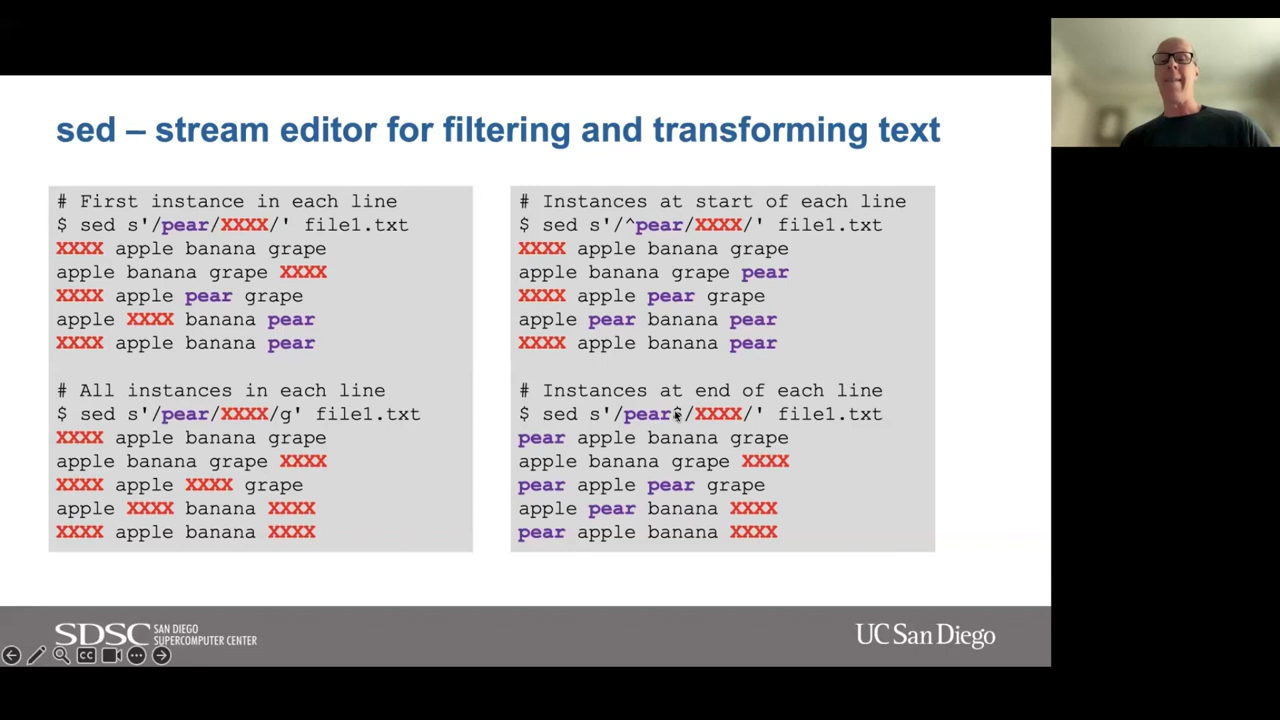 sed – stream editor for filtering and transforming text
# First instance in each line
$ sed s'/pear/XXXX/' file1.txt
XXXX apple banana grape
apple banana grape XXXX
XXXX apple pear grape
apple XXXX banana pear
XXXX apple banana pear
# All instances in each line
$ sed s'/pear/XXXX/g' file1.txt
XXXX apple banana grape
apple banana grape XXXX
XXXX apple XXXX grape
apple XXXX banana XXXX
XXXX apple banana XXXX
# Instances at start of each line
$ sed s'/^pear/XXXX/' file1.txt
XXXX apple banana grape
apple banana grape pear
XXXX apple pear grape
apple pear banana pear
XXXX apple banana pear
# Instances at end of each line
$ sed s'/pear$/XXXX/' file1.txt
pear apple banana grape
apple banana grape XXXX
pear apple pear grape
apple pear banana XXXX
pear apple banana XXXX
SDSC SAN DIEGO
SUPERCOMPUTER CENTER
UC San Diego
CC